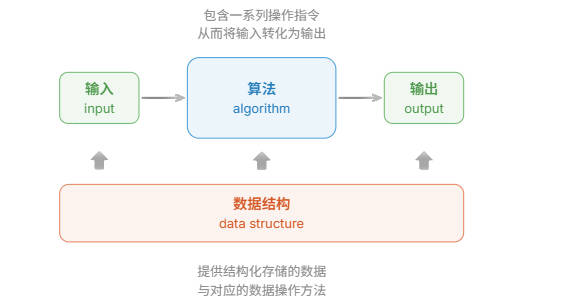 包含一系列操作指令
从而将输入转化为输出
输入
input
算法
algorithm
输出
output
数据结构
data structure
提供结构化存储的数据
与对应的数据操作方法